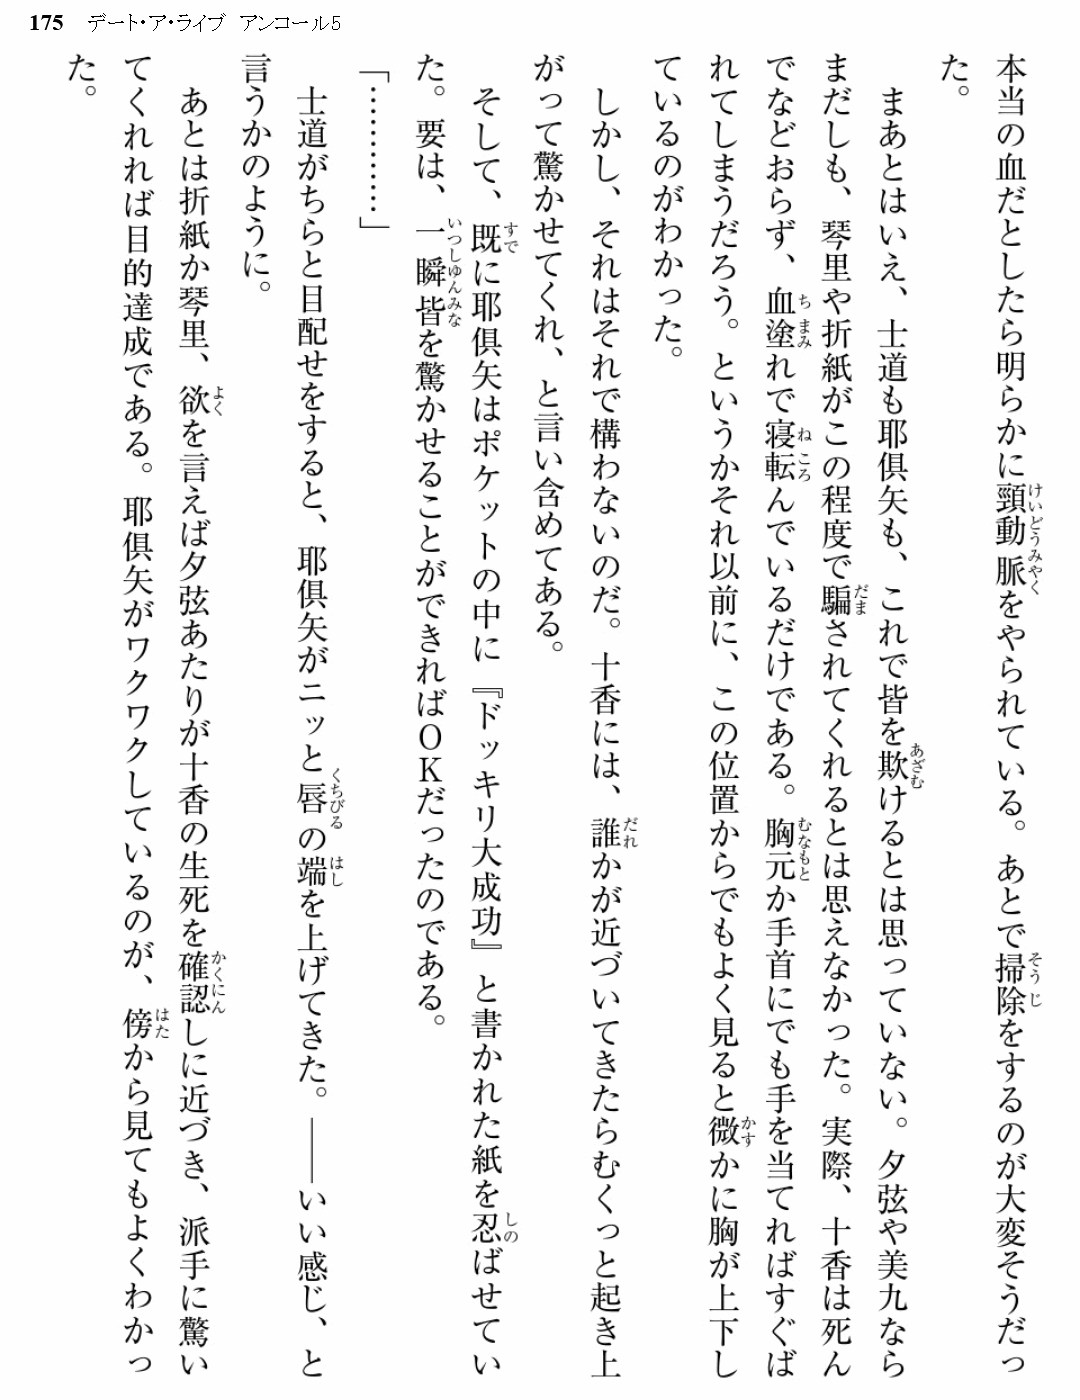 175 デート・ア・ライブ アンコール5
本当の血だとしたら明らかに頸動脈をやられている。あとで掃除をするのが大変そうだっ
た。
まあとはいえ、士道も耶倶矢も、これで皆を欺けるとは思っていない。夕弦や美九なら
まだしも、琴里や折紙がこの程度で騙されてくれるとは思えなかった。実際、十香は死ん
でなどおらず、血塗れで寝転んでいるだけである。胸元か手首にでも手を当てればすぐば
れてしまうだろう。というかそれ以前に、この位置からでもよく見ると微かに胸が上下し
ているのがわかった。
しかし、それはそれで構わないのだ。十香には、誰かが近づいてきたらむくっと起き上
がって驚かせてくれ、と言い含めてある。
そして、既に耶倶矢はポケットの中に『ドッキリ大成功』と書かれた紙を忍ばせてい
た。要は、一瞬皆を驚かせることができればOKだったのである。
「…………」
士道がちらと目配せをすると、耶倶矢がニッと唇の端を上げてきた。――いい感じ、と
言うかのように。
あとは折紙か琴里、欲を言えば夕弦あたりが十香の生死を確認しに近づき、派手に驚い
てくれれば目的達成である。耶倶矢がワクワクしているのが、傍から見てもよくわかっ
た。